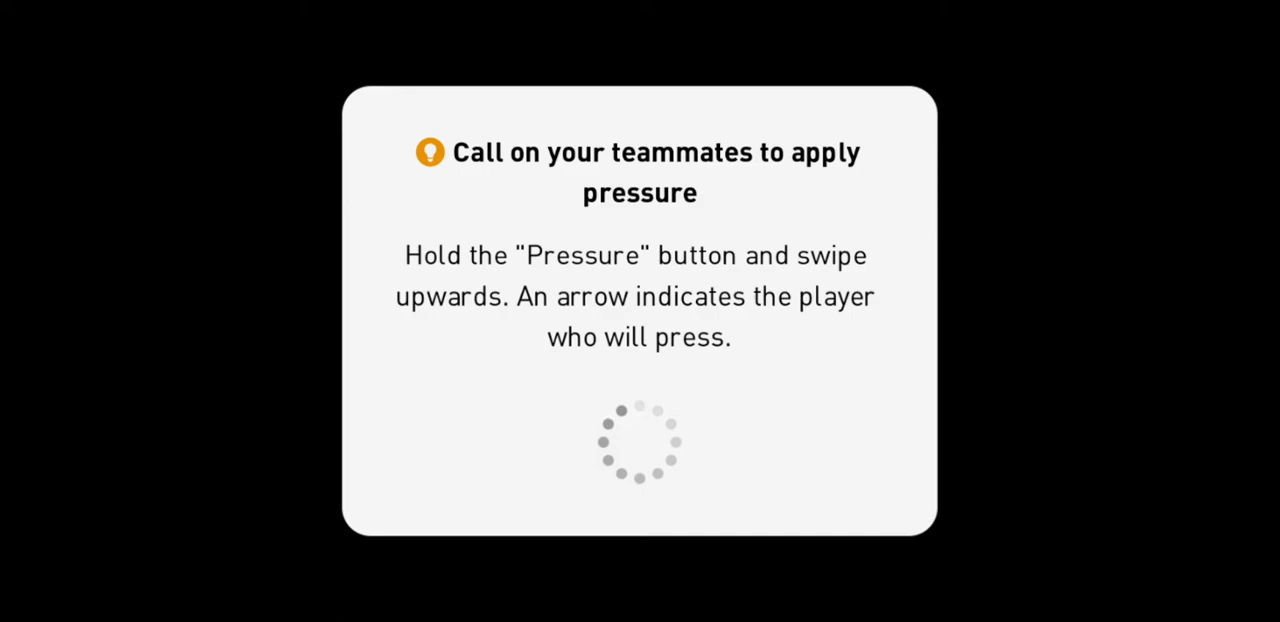 Call on your teammates to apply
pressure
Hold the "Pressure" button and swipe
upwards. An arrow indicates the player
who will press.